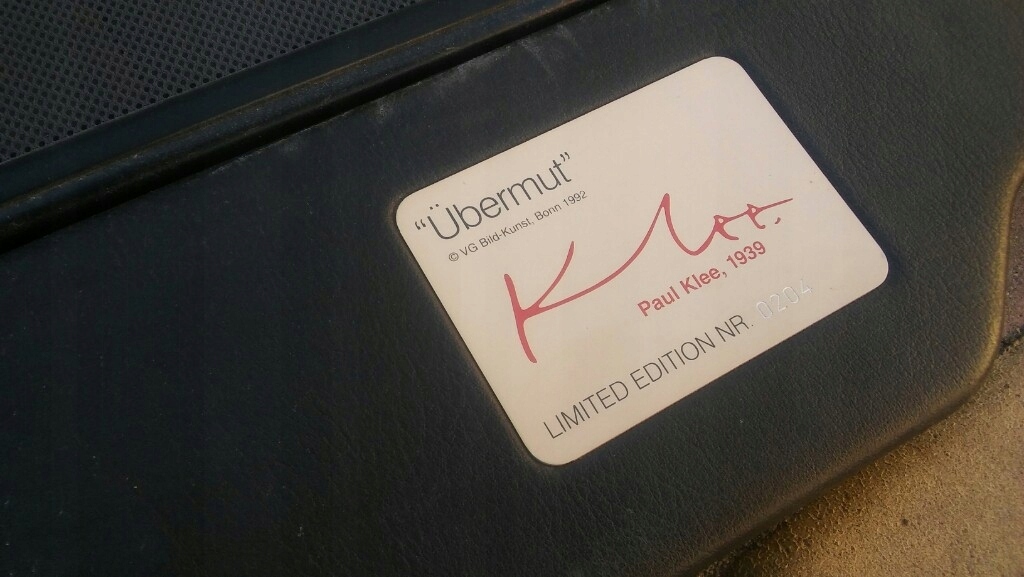 “Übermut”
© VG Bild-Kunst, Bonn 1992
Klee.
Paul Klee, 1939
LIMITED EDITION NR. 0204